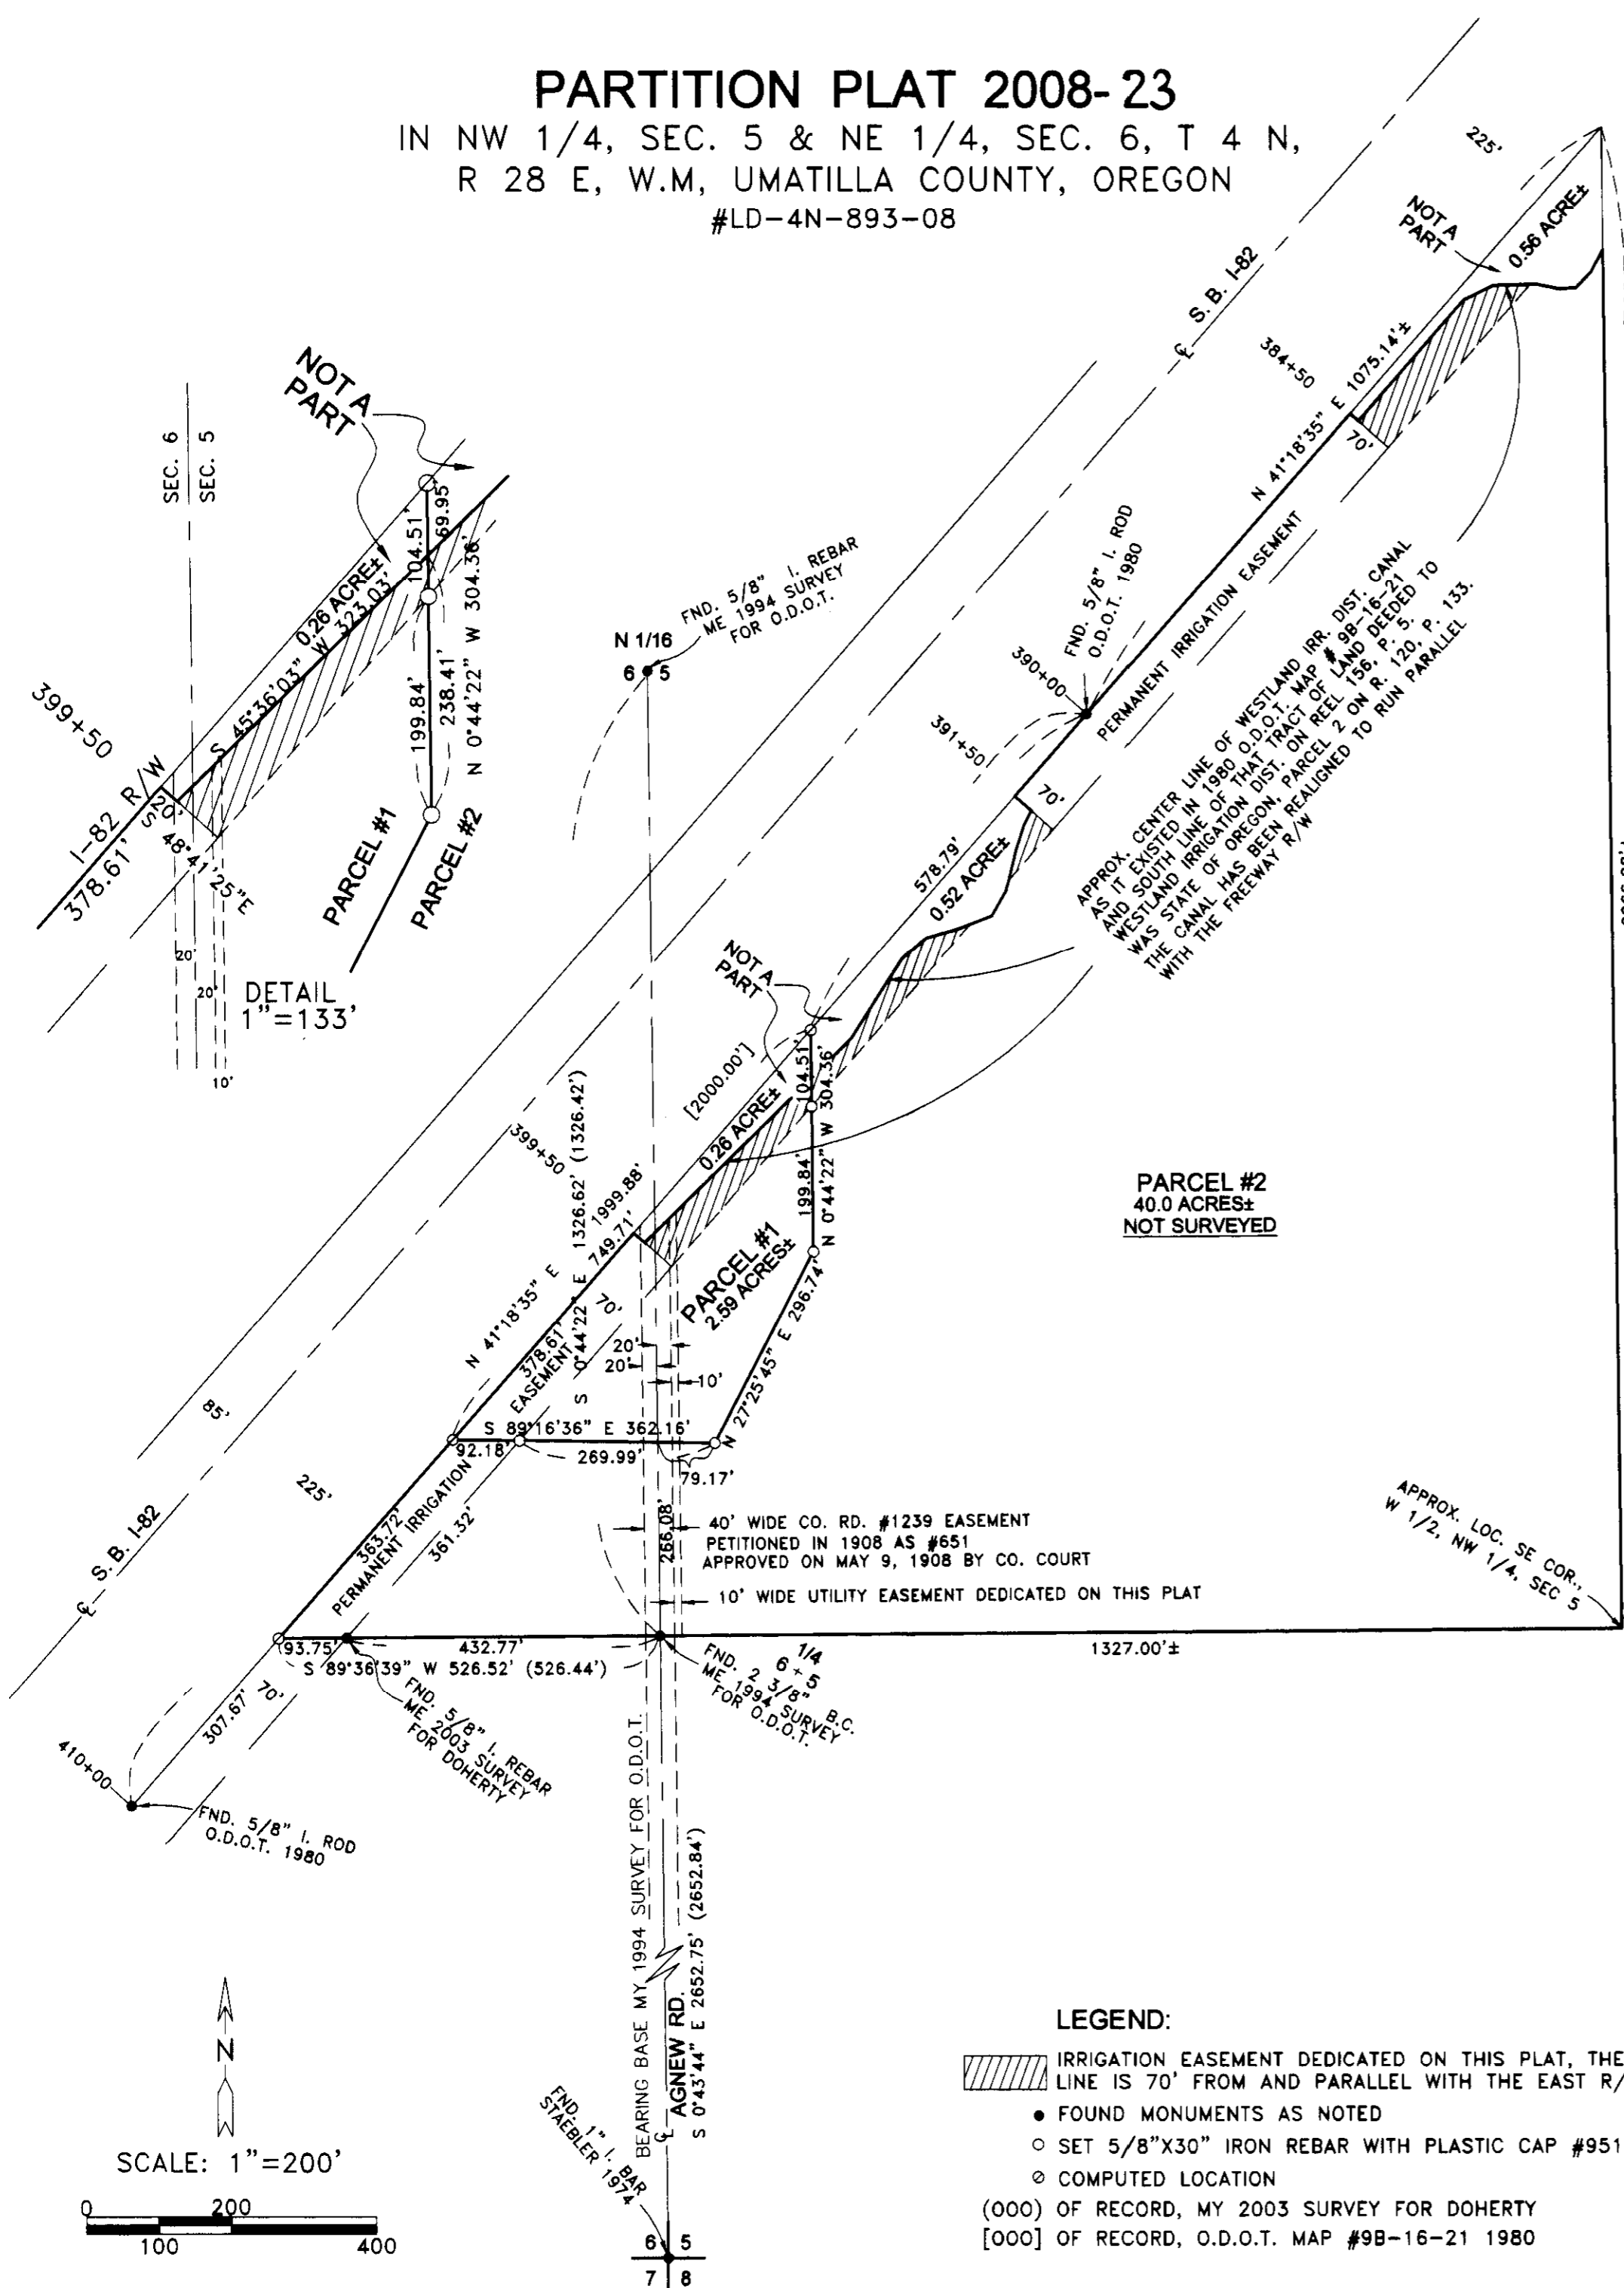 PARTITION PLAT 2008-23
IN NW 1/4, SEC. 5 & NE 1/4, SEC. 6, T 4 N,
R 28 E, W.M, UMATILLA COUNTY, OREGON
#LD-4N-893-08
225'
NOT A
PART
0.56 ACRE±
S. B. I-82
384+50
N 41°18'35" E 1075.14'±
70'
NOT A
PART
SEC. 6
SEC. 5
104.51'
69.95'
0.26 ACRE±
S 45°36'03" W 323.03'
399+50
I-82 R/W
378.61'
20'
S 48°41'25"E
199.84'
238.41'
N 0°44'22" W 304.36'
PARCEL #1
PARCEL #2
20'
20'
10'
DETAIL
1"=133'
FND. 5/8" I. REBAR
ME 1994 SURVEY
FOR O.D.O.T.
N 1/16
6 5
FND. 5/8" I. ROD
O.D.O.T. 1980
390+00
391+50
PERMANENT IRRIGATION EASEMENT
APPROX. CENTER LINE OF WESTLAND IRR. DIST. CANAL
AS IT EXISTED IN 1980 O.D.O.T. MAP # 9B-16-21
AND SOUTH LINE OF THAT TRACT OF LAND DEEDED TO
WESTLAND IRRIGATION DIST. ON REEL 156, P. 5.
WAS STATE OF OREGON, PARCEL 2 ON R. 120, P. 133.
THE CANAL HAS BEEN REALIGNED TO RUN PARALLEL
WITH THE FREEWAY R/W
70'
578.79'
0.52 ACRE±
NOT A
PART
[2000.00']
104.51'
0.26 ACRE±
399+50
S 0°44'22" E 1326.62' (1326.42')
N 41°18'35" E 1999.88'
749.71'
199.84'
N 0°44'22" W 304.36'
PARCEL #2
40.0 ACRES±
NOT SURVEYED
PARCEL #1
2.59 ACRES±
378.61'
70'
20'
20'
10'
N 27°25'45" E 296.74'
S 89°16'36" E 362.16'
92.18'
269.99'
79.17'
85'
225'
S. B. I-82
363.72'
PERMANENT IRRIGATION EASEMENT
361.32'
266.08'
40' WIDE CO. RD. #1239 EASEMENT
PETITIONED IN 1908 AS #651
APPROVED ON MAY 9, 1908 BY CO. COURT
10' WIDE UTILITY EASEMENT DEDICATED ON THIS PLAT
APPROX. LOC. SE COR.,
W 1/2, NW 1/4, SEC 5
93.75'
432.77'
S 89°36'39" W 526.52' (526.44')
1327.00'±
1/4
6 + 5
FND. 2 3/8" B.C.
ME 1994 SURVEY
FOR O.D.O.T.
307.67'
70'
FND. 5/8" I. REBAR
ME 2003 SURVEY
FOR DOHERTY
410+00
FND. 5/8" I. ROD
O.D.O.T. 1980
BEARING BASE MY 1994 SURVEY FOR O.D.O.T.
AGNEW RD.
S 0°43'44" E 2652.75' (2652.84')
FND. 1" I. BAR
STAEBLER 1974
6 5
7 8
N
SCALE: 1"=200'
0 200
100 400
LEGEND:
IRRIGATION EASEMENT DEDICATED ON THIS PLAT, THE
LINE IS 70' FROM AND PARALLEL WITH THE EAST R/
FOUND MONUMENTS AS NOTED
SET 5/8"X30" IRON REBAR WITH PLASTIC CAP #951
COMPUTED LOCATION
(000) OF RECORD, MY 2003 SURVEY FOR DOHERTY
[000] OF RECORD, O.D.O.T. MAP #9B-16-21 1980